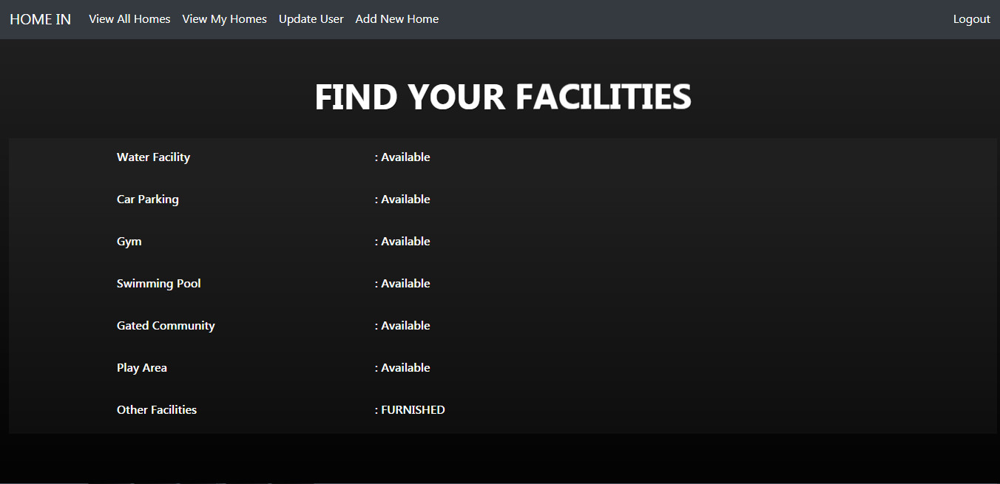 HOME IN View All Homes View My Homes Update User Add New Home Logout
FIND YOUR FACILITIES
Water Facility : Available
Car Parking : Available
Gym : Available
Swimming Pool : Available
Gated Community : Available
Play Area : Available
Other Facilities : FURNISHED